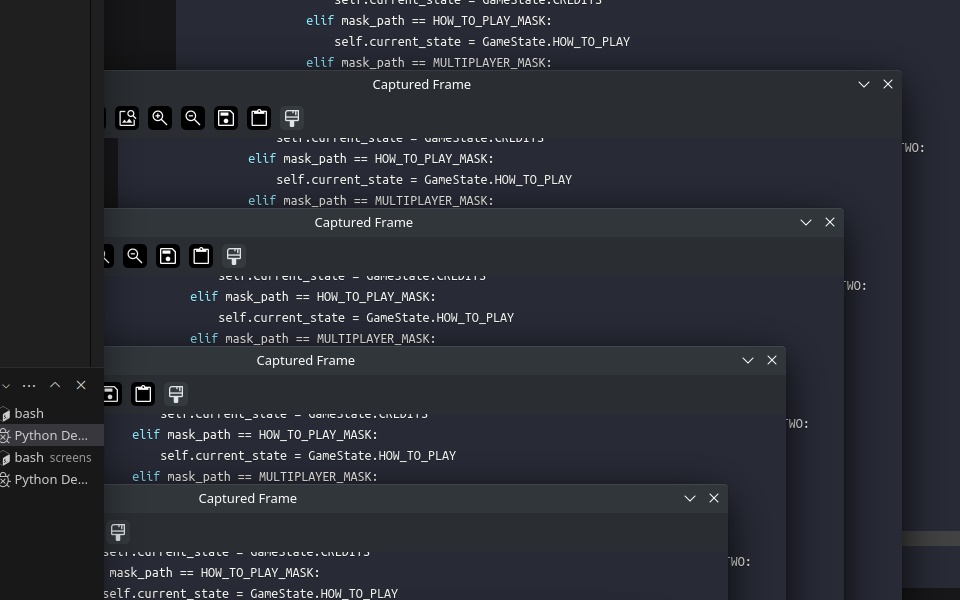 self.current_state = GameState.CREDITS
elif mask_path == HOW_TO_PLAY_MASK:
self.current_state = GameState.HOW_TO_PLAY
elif mask_path == MULTIPLAYER_MASK:
Captured Frame
self.current_state = GameState.CREDITS
TWO:
elif mask_path == HOW_TO_PLAY_MASK:
self.current_state = GameState.HOW_TO_PLAY
elif mask_path == MULTIPLAYER_MASK:
Captured Frame
self.current_state = GameState.CREDITS
TWO:
elif mask_path == HOW_TO_PLAY_MASK:
self.current_state = GameState.HOW_TO_PLAY
elif mask_path == MULTIPLAYER_MASK:
Captured Frame
self.current_state = GameState.CREDITS
TWO:
elif mask_path == HOW_TO_PLAY_MASK:
self.current_state = GameState.HOW_TO_PLAY
elif mask_path == MULTIPLAYER_MASK:
bash
Python De...
bash screens
Python De...
Captured Frame
self.current_state = GameState.CREDITS
TWO:
mask_path == HOW_TO_PLAY_MASK:
self.current_state = GameState.HOW_TO_PLAY